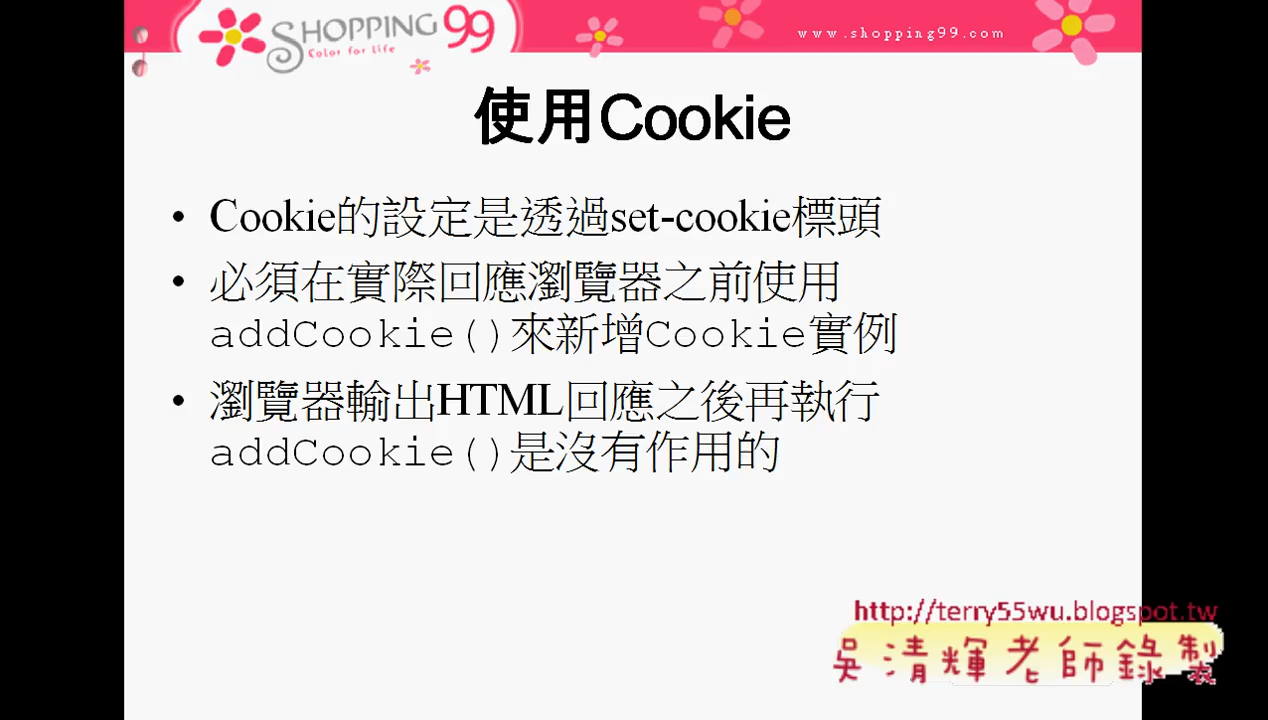 SHOPPING 99
Color for Life
www.shopping99.com
使用Cookie
• Cookie的設定是透過set-cookie標頭
• 必須在實際回應瀏覽器之前使用
addCookie()來新增Cookie實例
• 瀏覽器輸出HTML回應之後再執行
addCookie()是沒有作用的
http://terry55wu.blogspot.tw
吳清輝老師錄製